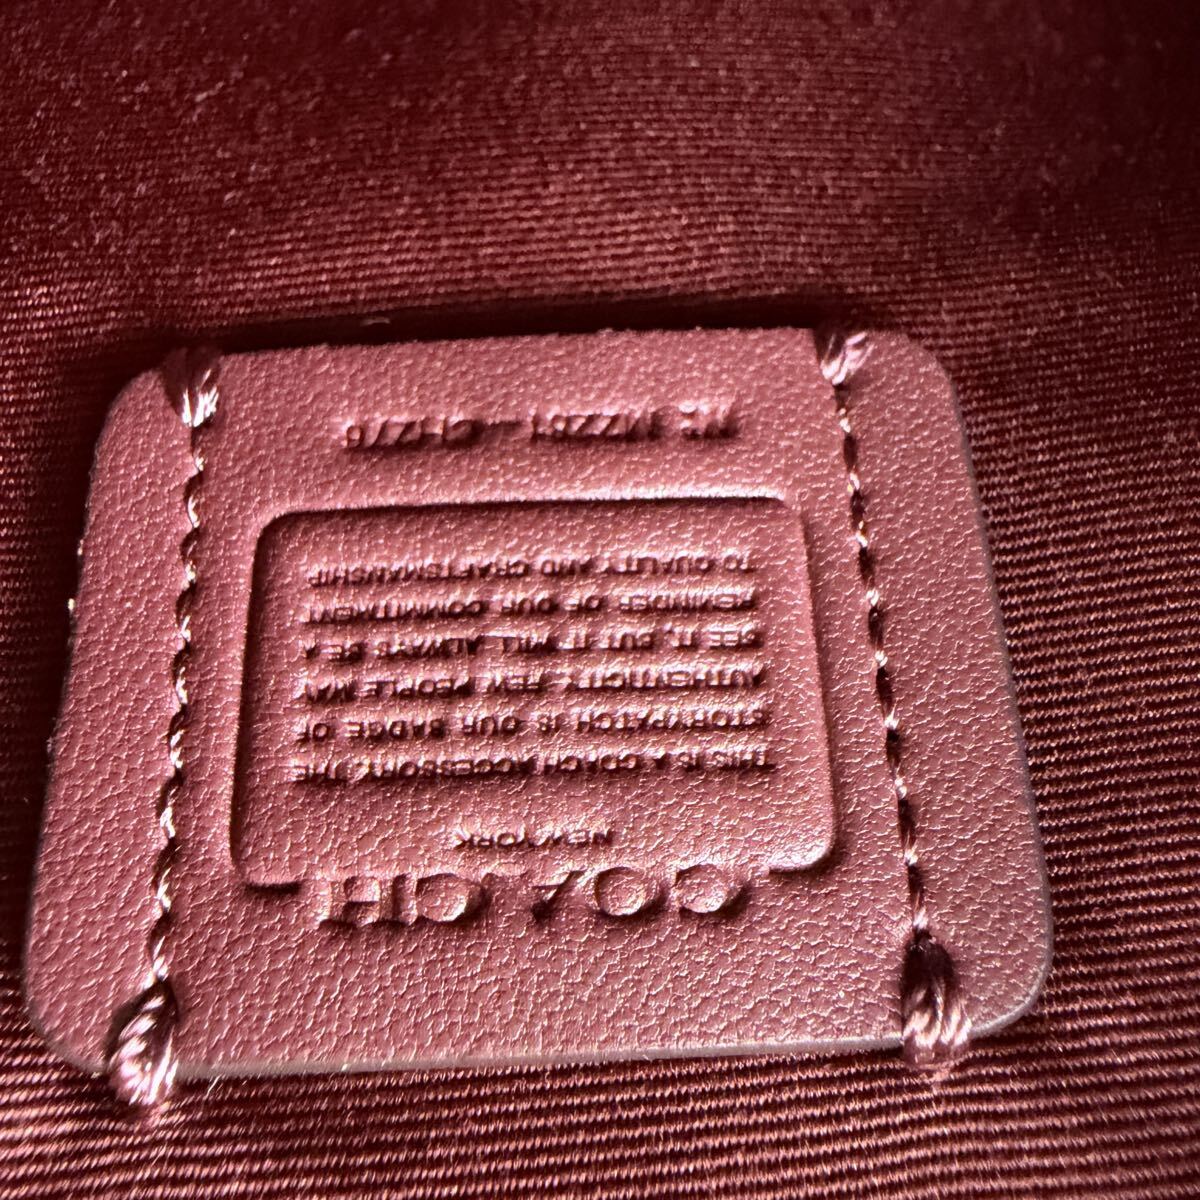 COACH
NEW YORK
THIS IS A COACH ACCESSORY. THE
STORYPATCH IS OUR BADGE OF
AUTHENTICITY. FEW PEOPLE MAY
SEE IT, BUT IT WILL ALWAYS BE A
REMINDER OF OUR COMMITMENT
TO QUALITY AND CRAFTSMANSHIP